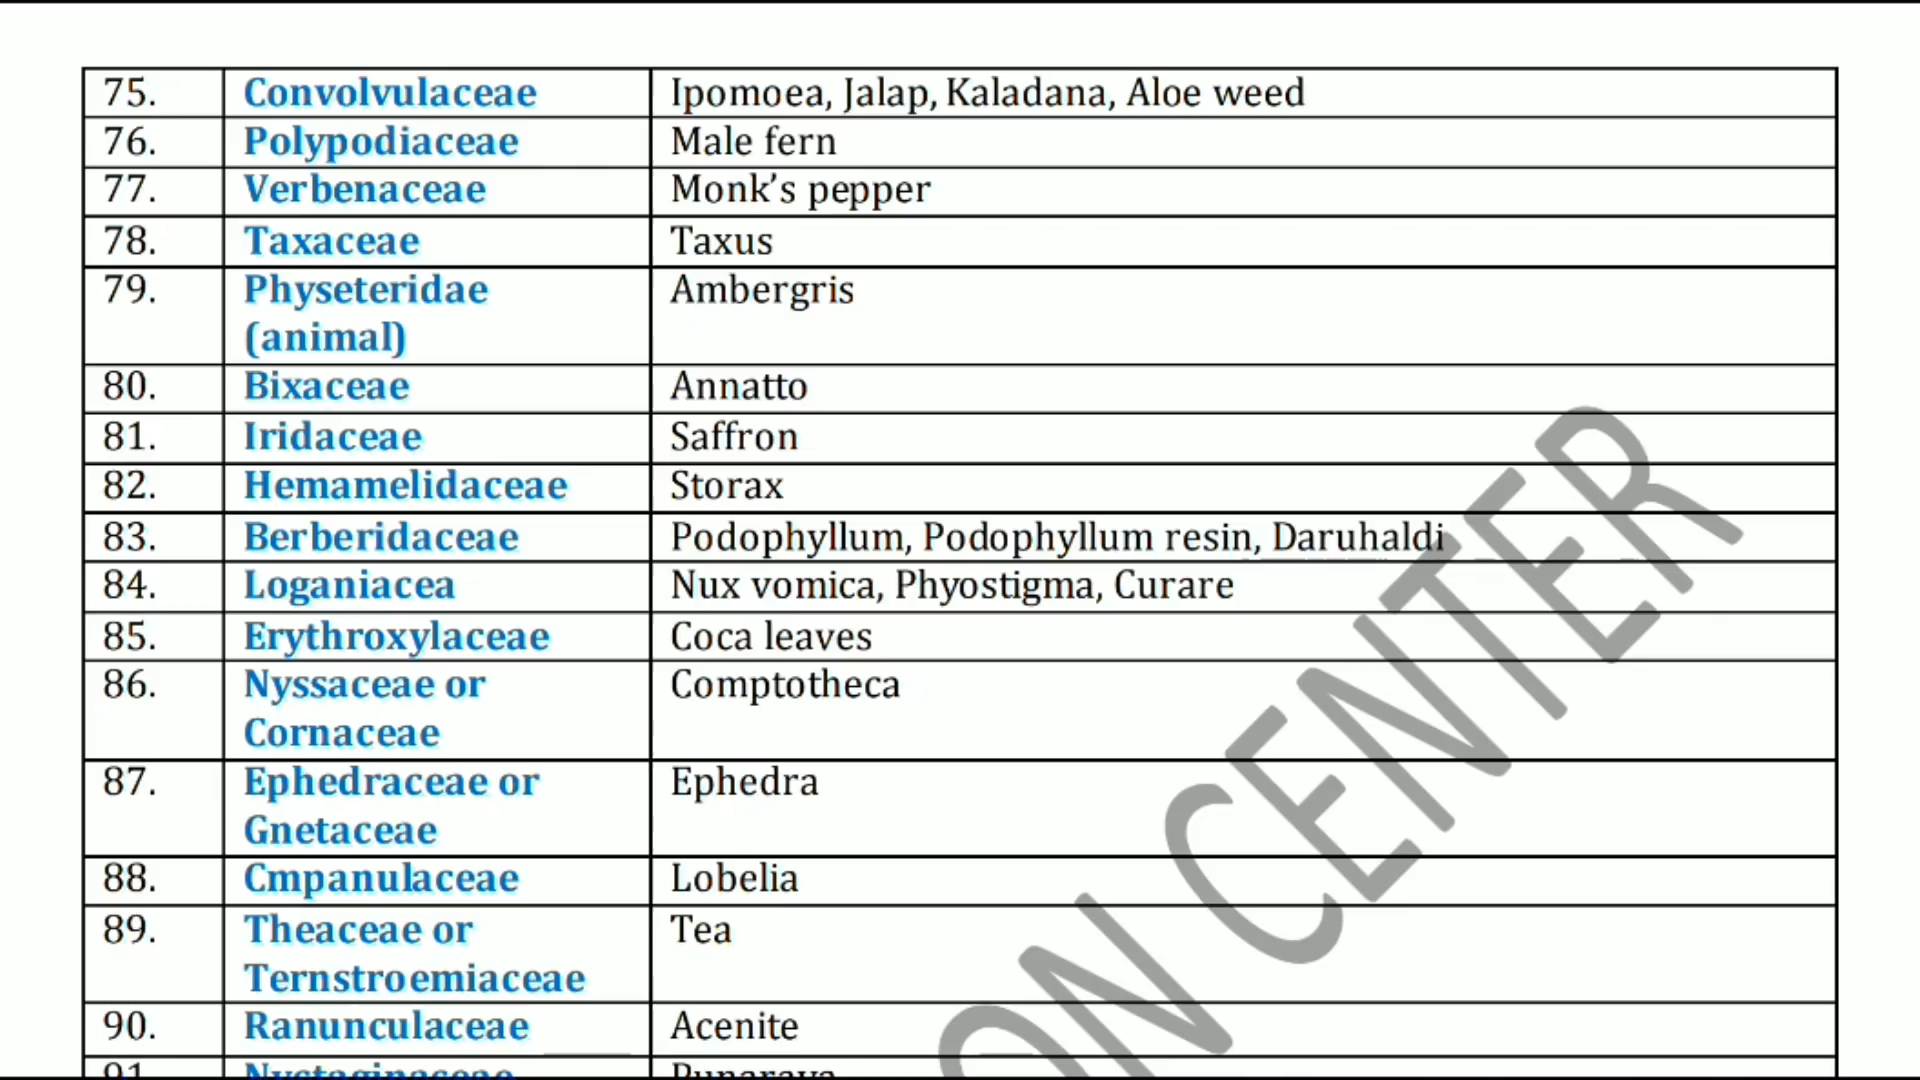 75. Convolvulaceae Ipomoea, Jalap, Kaladana, Aloe weed
76. Polypodiaceae Male fern
77. Verbenaceae Monk’s pepper
78. Taxaceae Taxus
79. Physeteridae Ambergris
(animal)
80. Bixaceae Annatto
81. Iridaceae Saffron
82. Hemamelidaceae Storax
83. Berberidaceae Podophyllum, Podophyllum resin, Daruhaldi
84. Loganiacea Nux vomica, Phyostigma, Curare
85. Erythroxylaceae Coca leaves
86. Nyssaceae or Comptotheca
Cornaceae
87. Ephedraceae or Ephedra
Gnetaceae
88. Cmpanulaceae Lobelia
89. Theaceae or Tea
Ternstroemiaceae
90. Ranunculaceae Acenite
91. Nyctaginaceae
ON CENTER